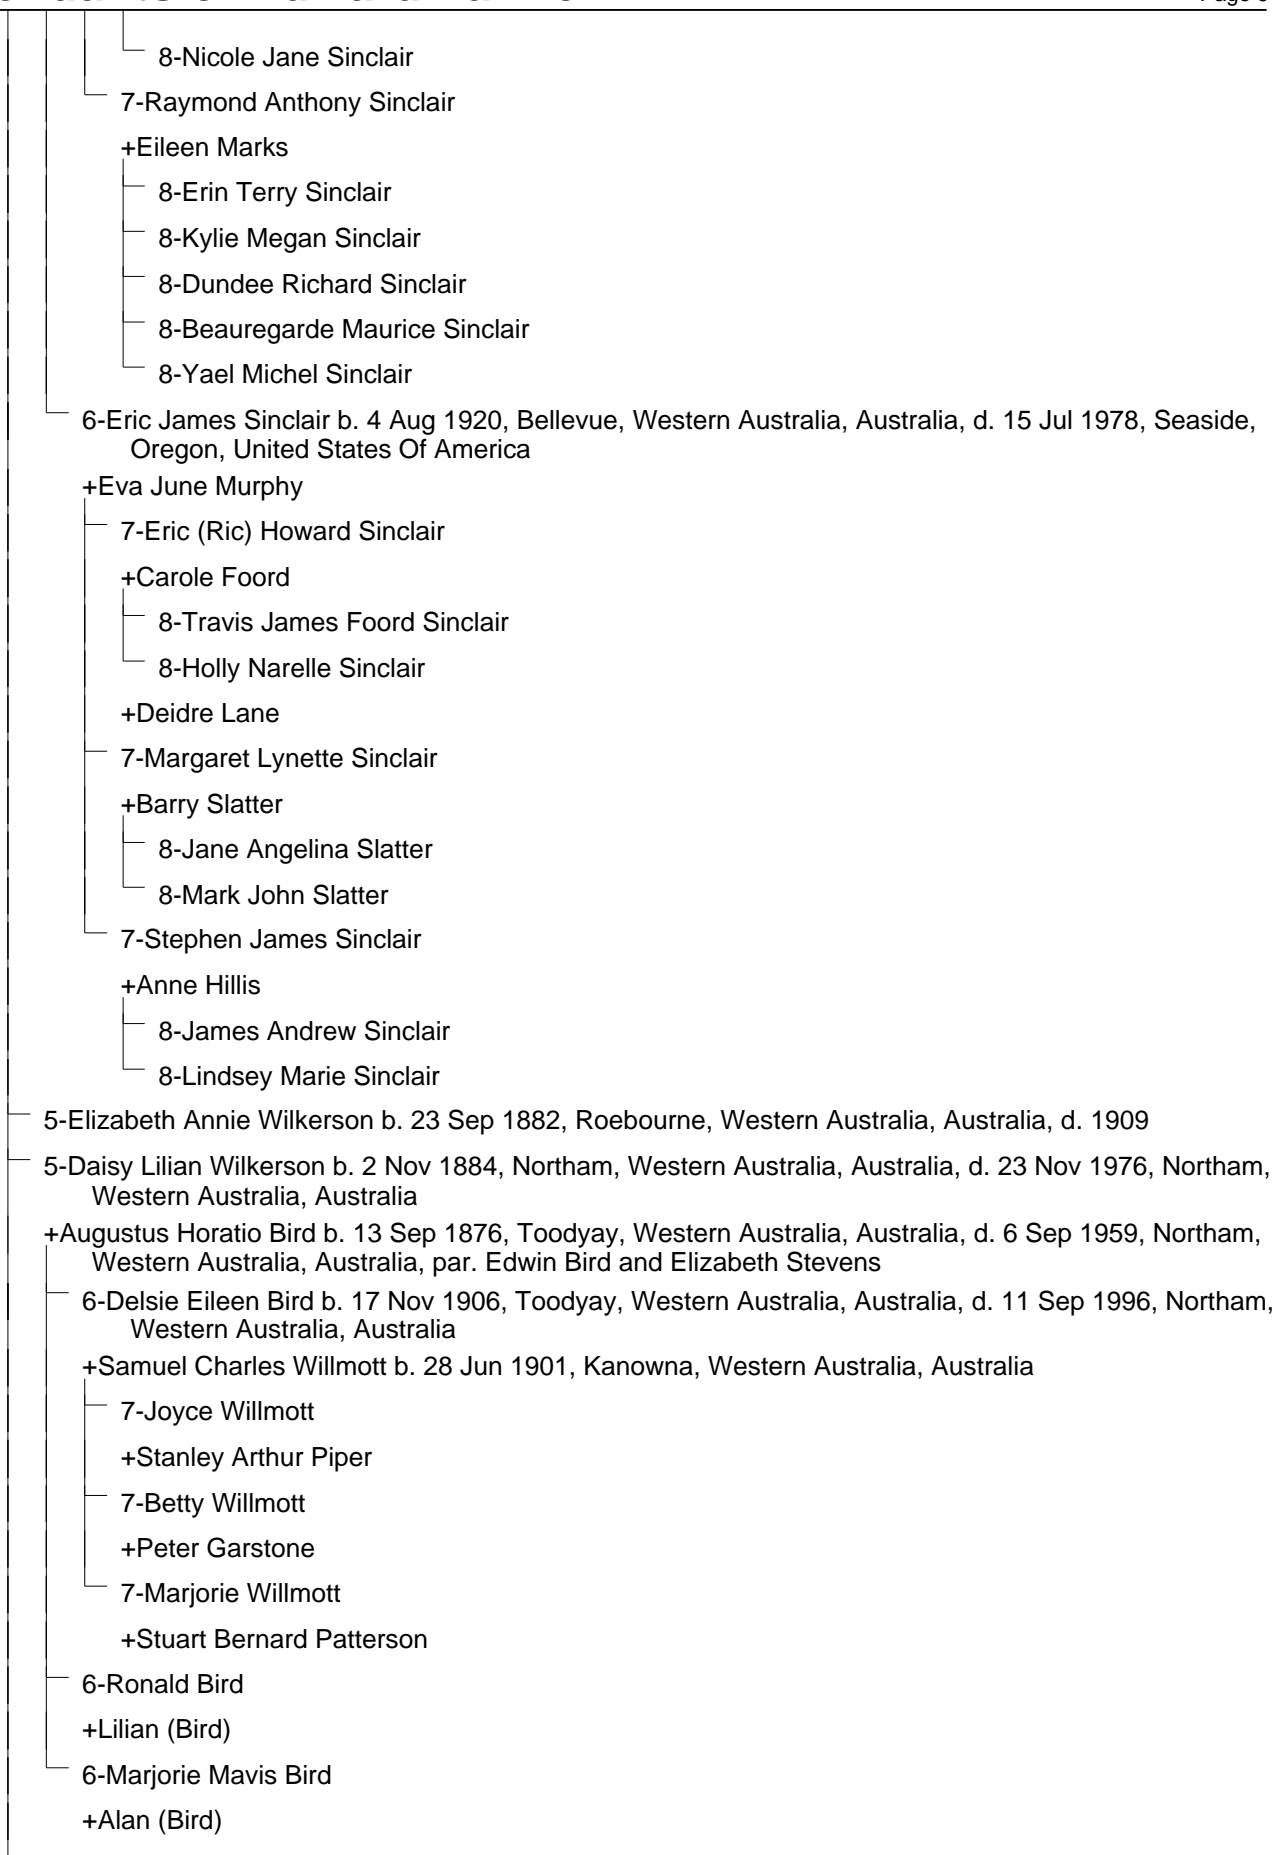 8-Nicole Jane Sinclair
7-Raymond Anthony Sinclair
+Eileen Marks
8-Erin Terry Sinclair
8-Kylie Megan Sinclair
8-Dundee Richard Sinclair
8-Beauregarde Maurice Sinclair
8-Yael Michel Sinclair
6-Eric James Sinclair b. 4 Aug 1920, Bellevue, Western Australia, Australia, d. 15 Jul 1978, Seaside,
Oregon, United States Of America
+Eva June Murphy
7-Eric (Ric) Howard Sinclair
+Carole Foord
8-Travis James Foord Sinclair
8-Holly Narelle Sinclair
+Deidre Lane
7-Margaret Lynette Sinclair
+Barry Slatter
8-Jane Angelina Slatter
8-Mark John Slatter
7-Stephen James Sinclair
+Anne Hillis
8-James Andrew Sinclair
8-Lindsey Marie Sinclair
5-Elizabeth Annie Wilkerson b. 23 Sep 1882, Roebourne, Western Australia, Australia, d. 1909
5-Daisy Lilian Wilkerson b. 2 Nov 1884, Northam, Western Australia, Australia, d. 23 Nov 1976, Northam,
Western Australia, Australia
+Augustus Horatio Bird b. 13 Sep 1876, Toodyay, Western Australia, Australia, d. 6 Sep 1959, Northam,
Western Australia, Australia, par. Edwin Bird and Elizabeth Stevens
6-Delsie Eileen Bird b. 17 Nov 1906, Toodyay, Western Australia, Australia, d. 11 Sep 1996, Northam,
Western Australia, Australia
+Samuel Charles Willmott b. 28 Jun 1901, Kanowna, Western Australia, Australia
7-Joyce Willmott
+Stanley Arthur Piper
7-Betty Willmott
+Peter Garstone
7-Marjorie Willmott
+Stuart Bernard Patterson
6-Ronald Bird
+Lilian (Bird)
6-Marjorie Mavis Bird
+Alan (Bird)